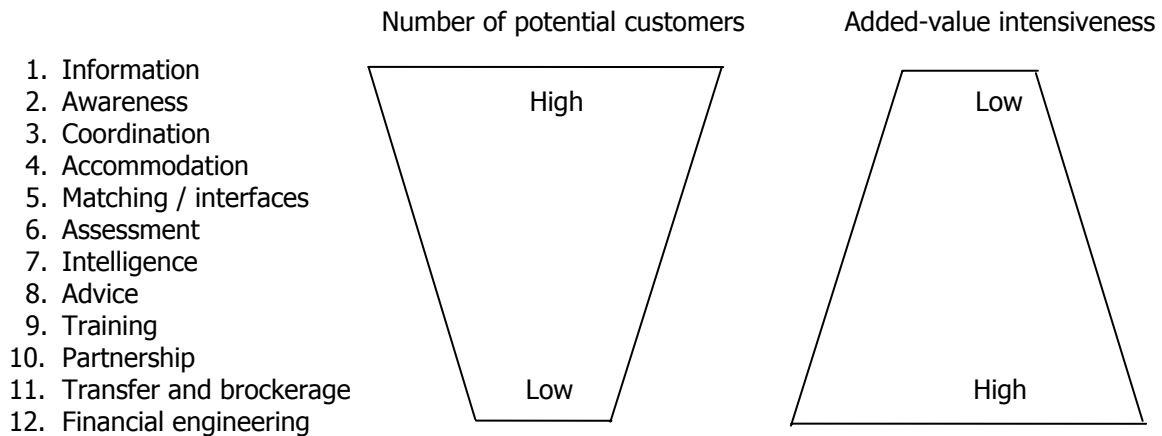 Number of potential customers Added-value intensiveness
1. Information
2. Awareness High Low
3. Coordination
4. Accommodation
5. Matching / interfaces
6. Assessment
7. Intelligence
8. Advice
9. Training
10. Partnership
11. Transfer and brockerage Low High
12. Financial engineering